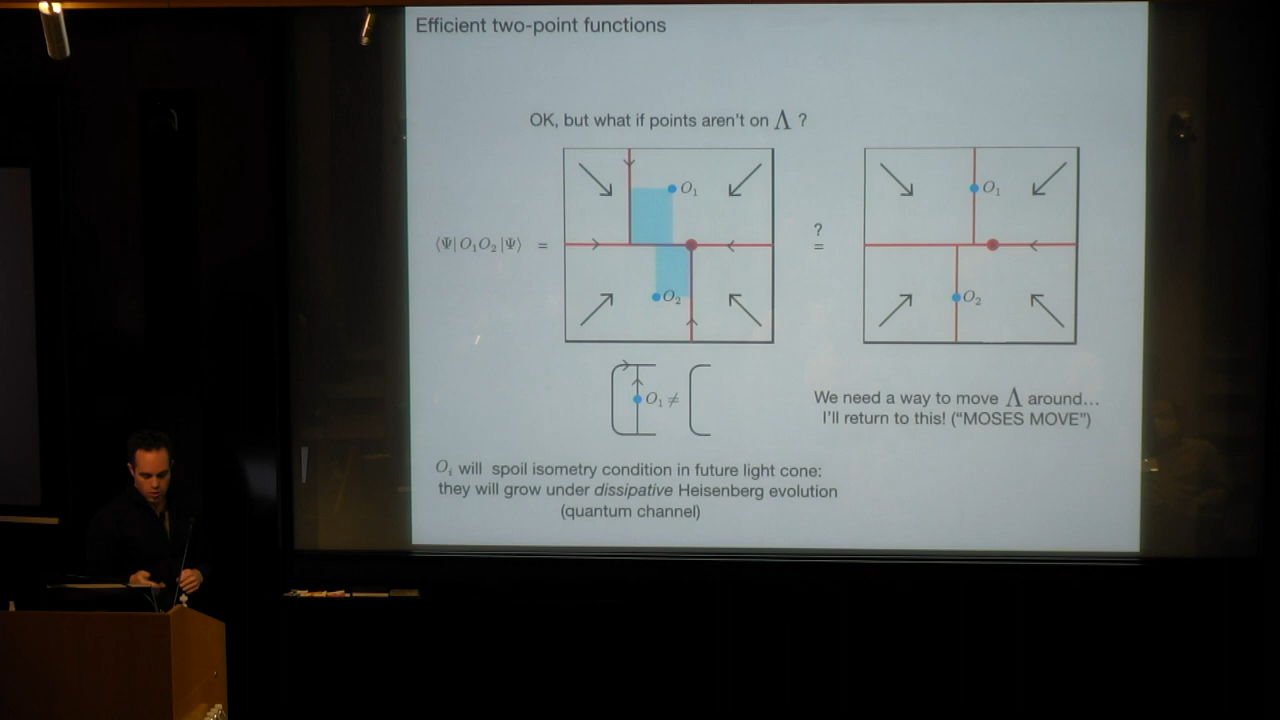 Efficient two-point functions
OK, but what if points aren't on Λ ?
O₁
O₁
⟨Ψ| O₁O₂ |Ψ⟩ =
?
=
O₂
O₂
O₁ ≠
We need a way to move Λ around...
I'll return to this! ("MOSES MOVE")
Oᵢ will spoil isometry condition in future light cone:
they will grow under dissipative Heisenberg evolution
(quantum channel)